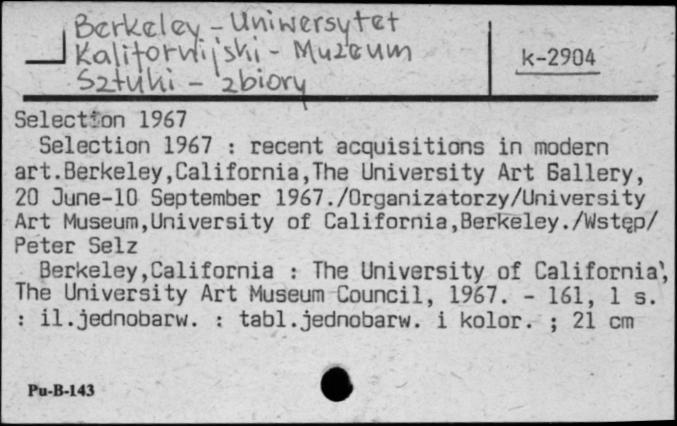 Berkeley - Uniwersytet
Kalifornijski - Muzeum
Sztuki - zbiory
k-2904
Selection 1967
Selection 1967 : recent acquisitions in modern
art.Berkeley,California,The University Art Gallery,
20 June-10 September 1967./Organizatorzy/University
Art Museum,University of California,Berkeley./Wstęp/
Peter Selz
Berkeley,California : The University of California,
The University Art Museum Council, 1967. - 161, 1 s.
: il.jednobarw. : tabl.jednobarw. i kolor. ; 21 cm
Pu-B-143